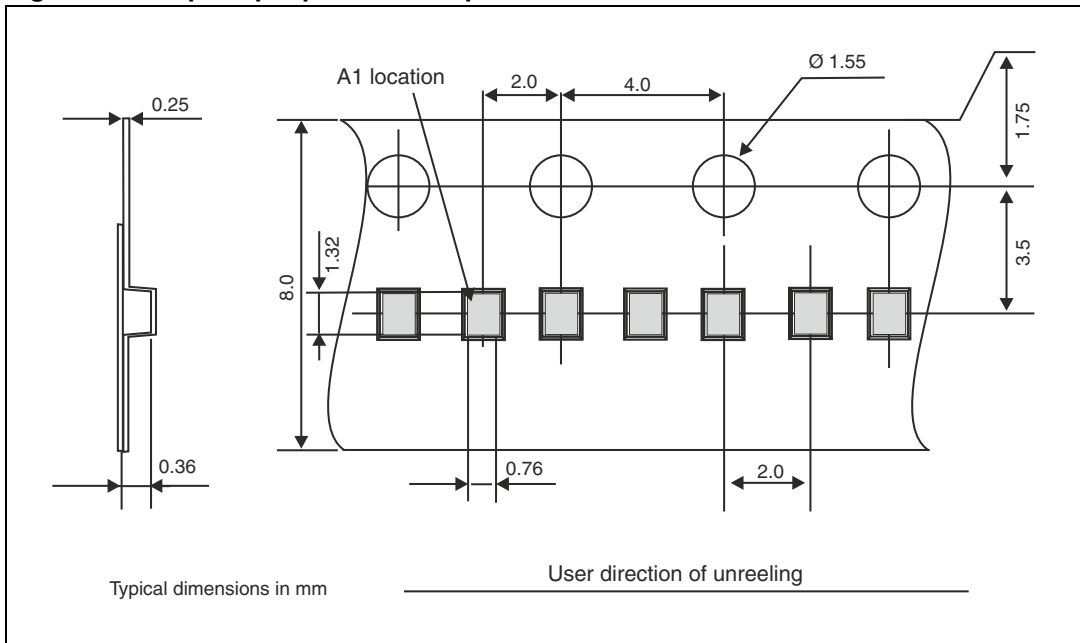 Ø 1.55
A1 location
2.0
4.0
0.25
1.75
1.32
8.0
3.5
0.36
0.76
2.0
Typical dimensions in mm
User direction of unreeling